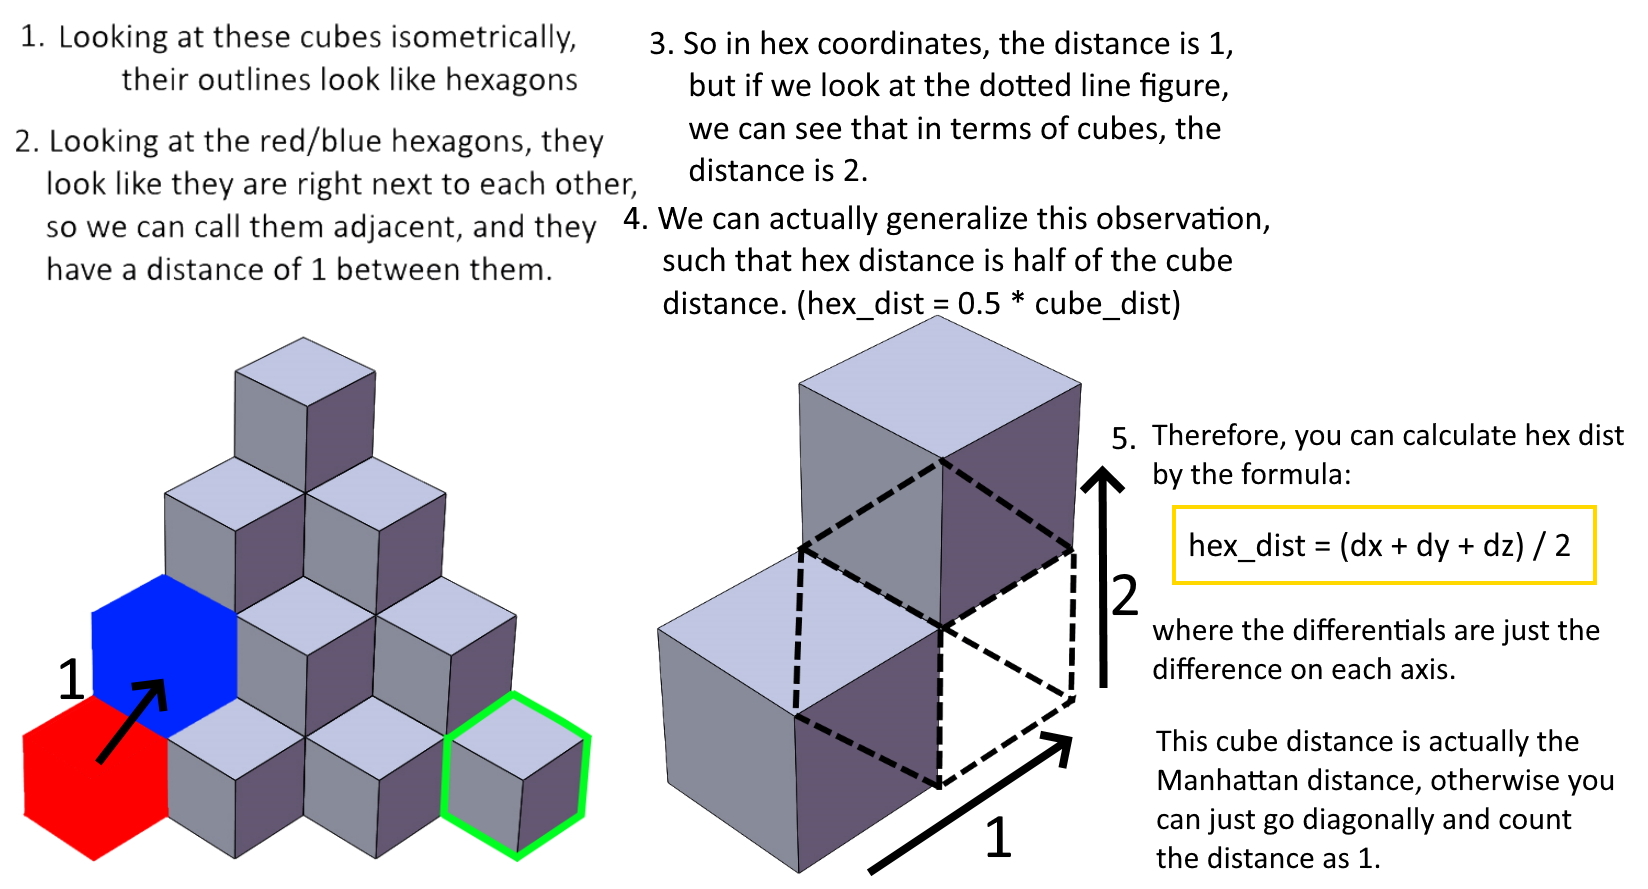 1. Looking at these cubes isometrically,
their outlines look like hexagons
2. Looking at the red/blue hexagons, they
look like they are right next to each other,
so we can call them adjacent, and they
have a distance of 1 between them.
3. So in hex coordinates, the distance is 1,
but if we look at the dotted line figure,
we can see that in terms of cubes, the
distance is 2.
4. We can actually generalize this observation,
such that hex distance is half of the cube
distance. (hex_dist = 0.5 * cube_dist)
1
2
1
5. Therefore, you can calculate hex dist
by the formula:
hex_dist = (dx + dy + dz) / 2
where the differentials are just the
difference on each axis.
This cube distance is actually the
Manhattan distance, otherwise you
can just go diagonally and count
the distance as 1.